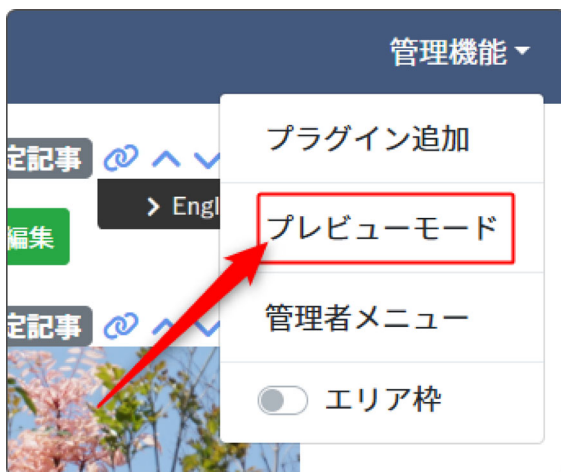 管理機能
プラグイン追加
定記事
Engl
プレビューモード
編集
管理者メニュー
定記事
エリア枠